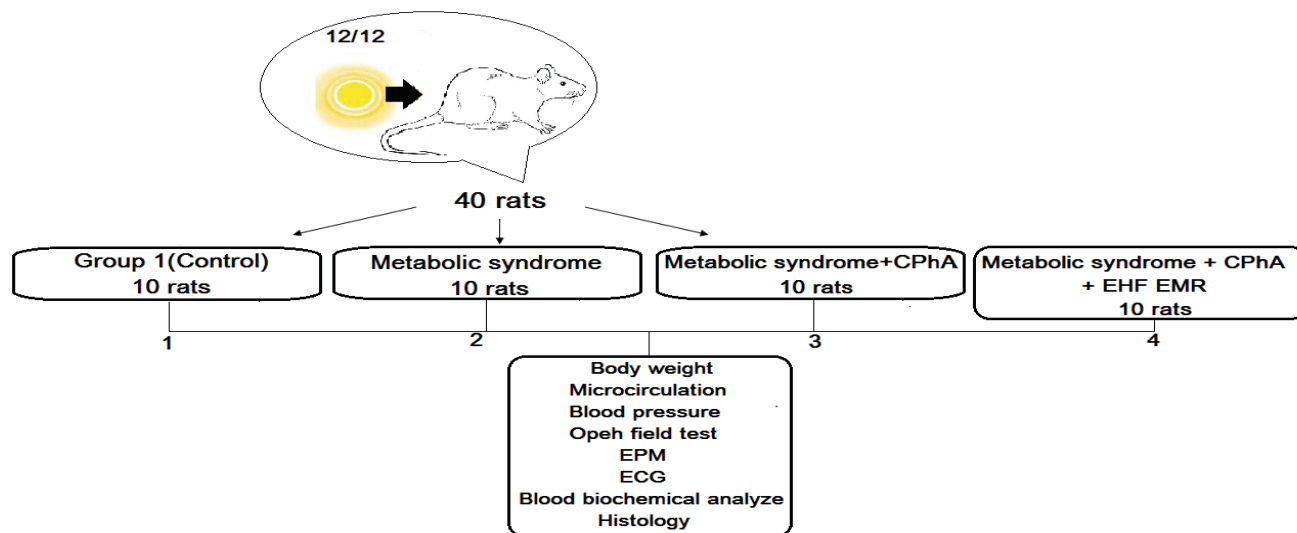 12/12
40 rats
Group 1(Control)
10 rats
Metabolic syndrome
10 rats
Metabolic syndrome+CPhA
10 rats
Metabolic syndrome + CPhA
+ EHF EMR
10 rats
1
2
3
4
Body weight
Microcirculation
Blood pressure
Opeh field test
EPM
ECG
Blood biochemical analyze
Histology